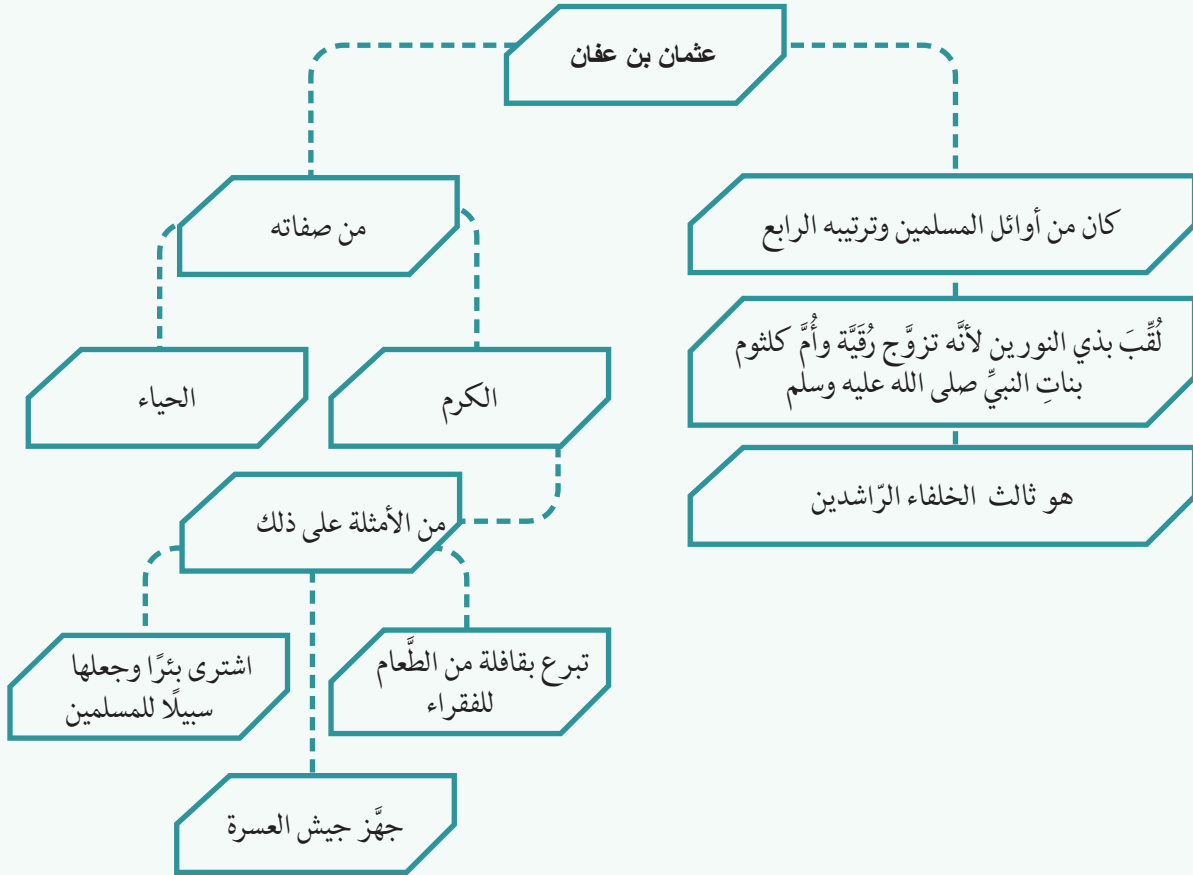 عثمان بن عفان
كان من أوائل المسلمين وترتيبه الرابع
لُقِّبَ بذي النورين لأنَّه تزوَّج رُقَيَّة وأُمَّ كلثوم
بناتِ النبيِّ صلى الله عليه وسلم
هو ثالث الخلفاء الرّاشدين
من صفاته
الكرم
الحياء
من الأمثلة على ذلك
تبرع بقافلة من الطَّعام
للفقراء
اشترى بئرًا وجعلها
سبيلًا للمسلمين
جهَّز جيش العسرة